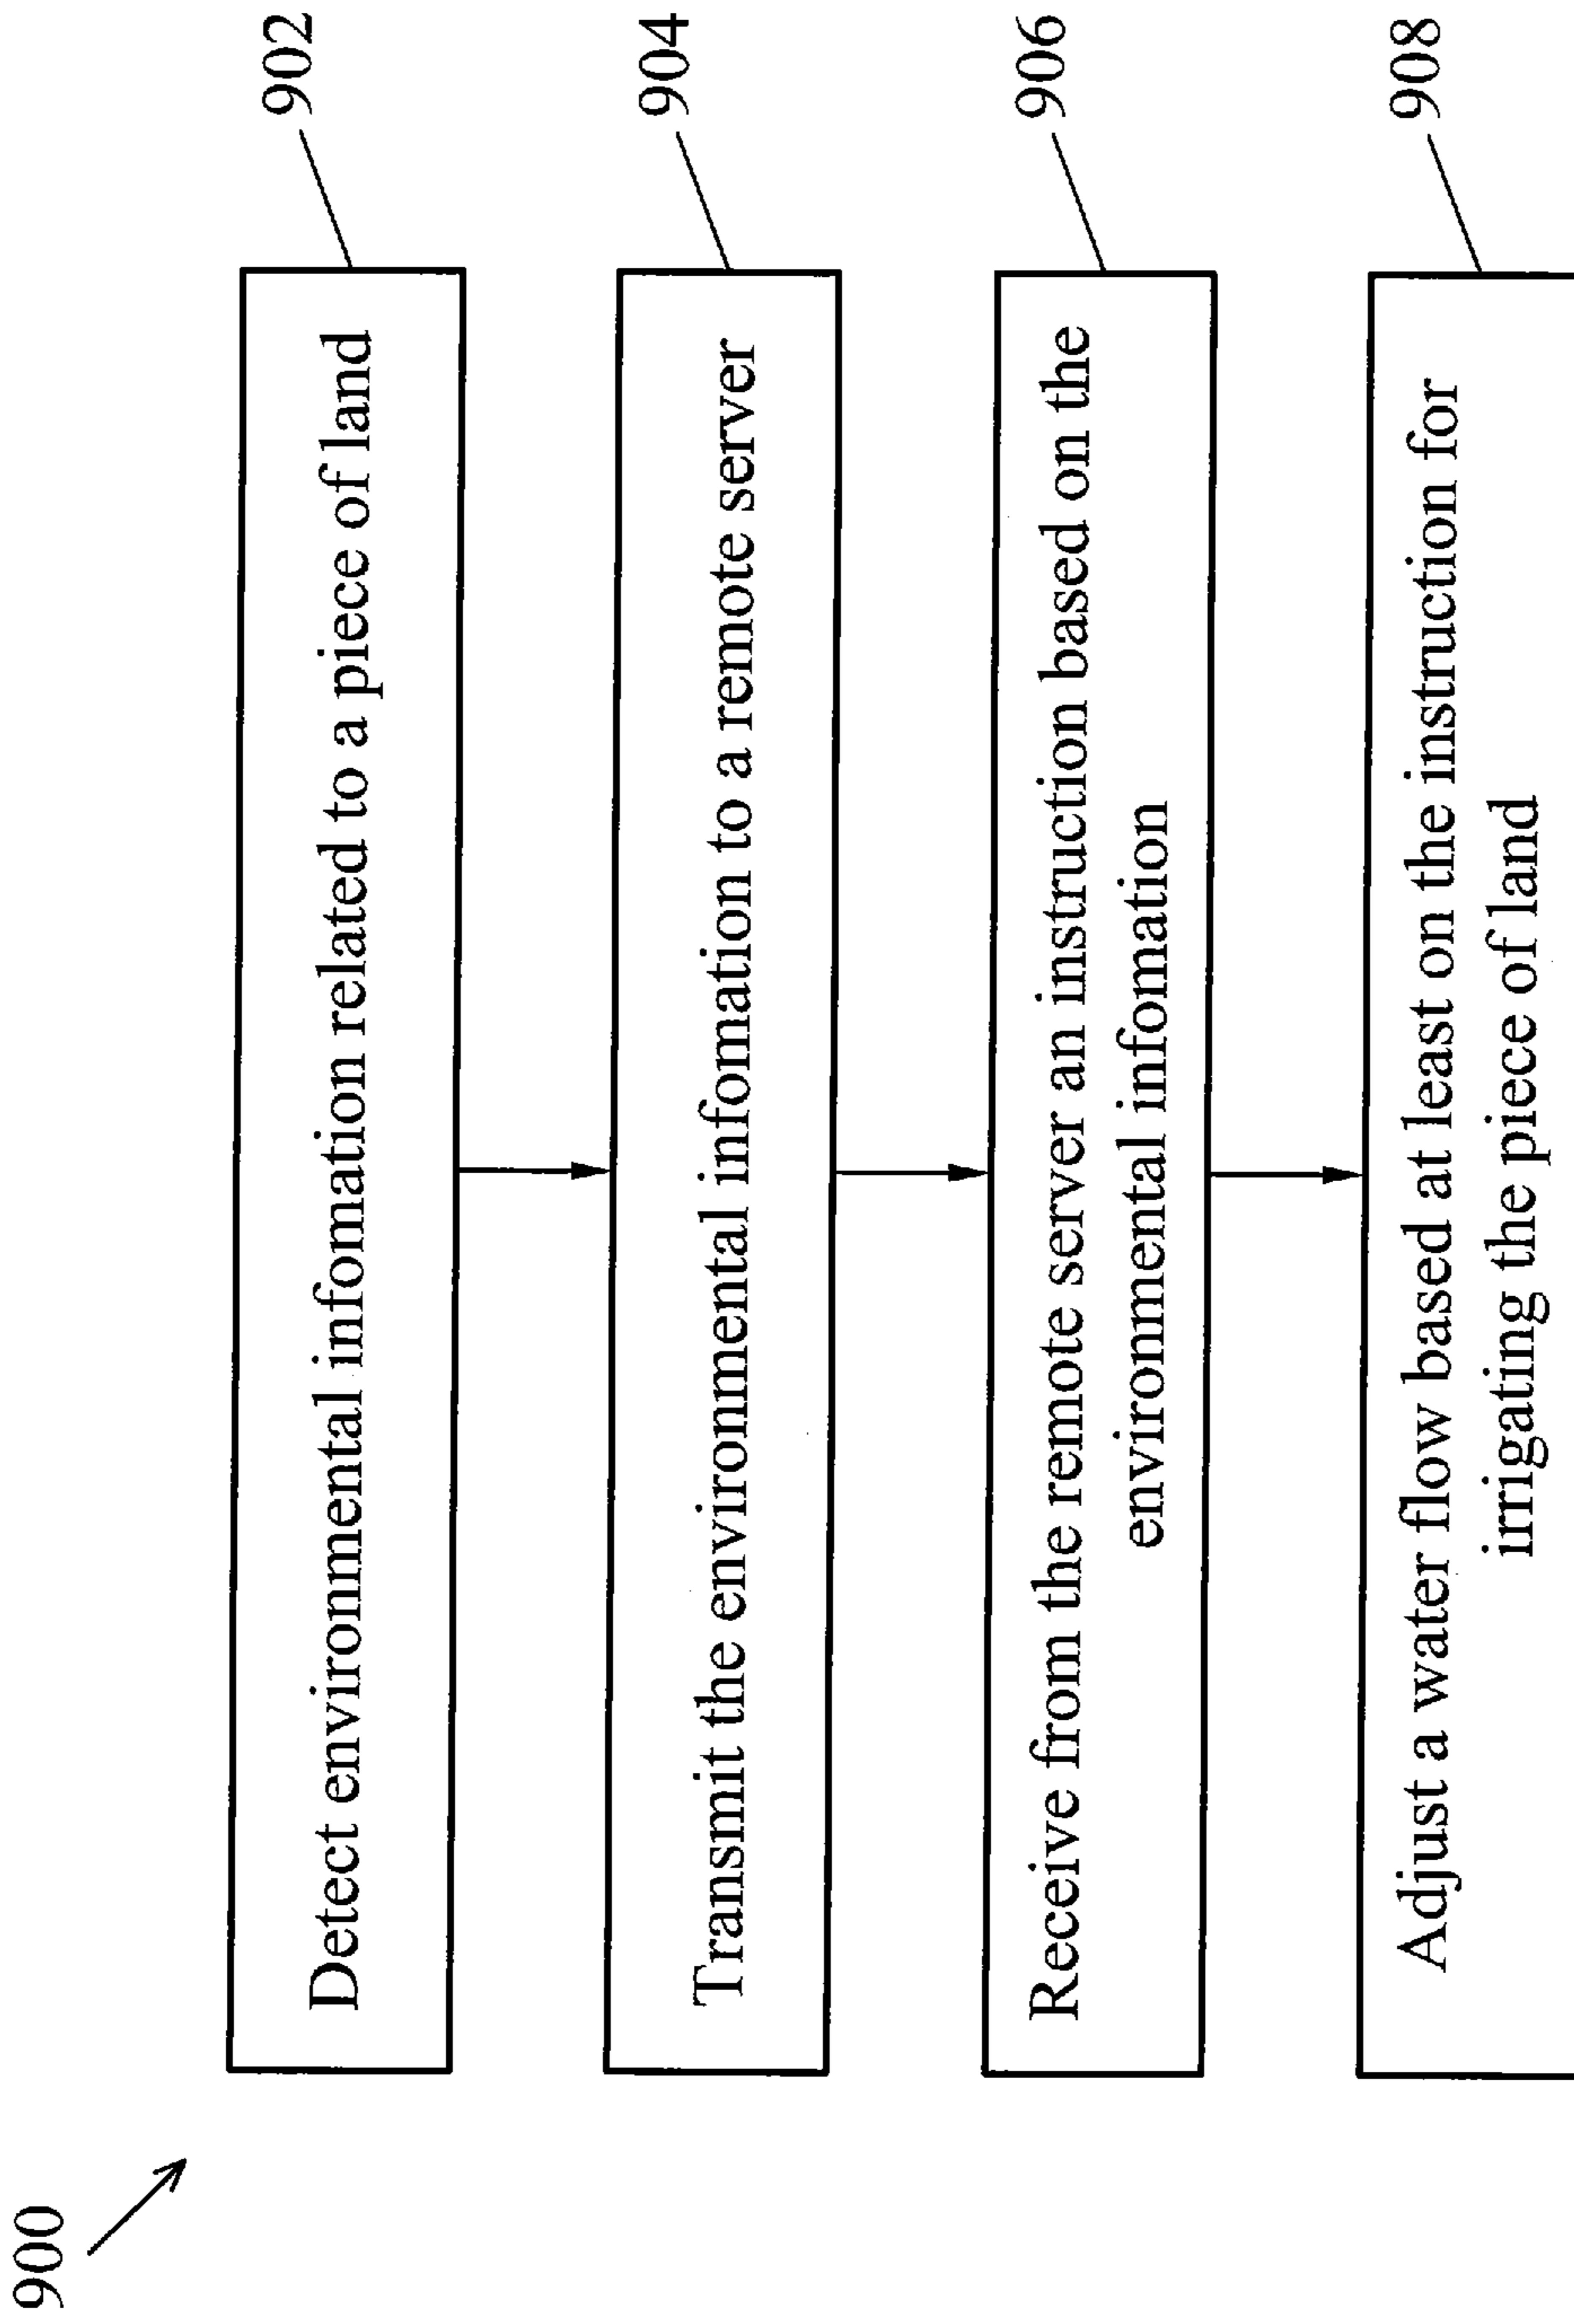 900
Detect environmental infomation related to a piece of land
902
Transmit the environmental infomation to a remote server
904
Receive from the remote server an instruction based on the
environmental infomation
906
Adjust a water flow based at least on the instruction for
irrigating the piece of land
908